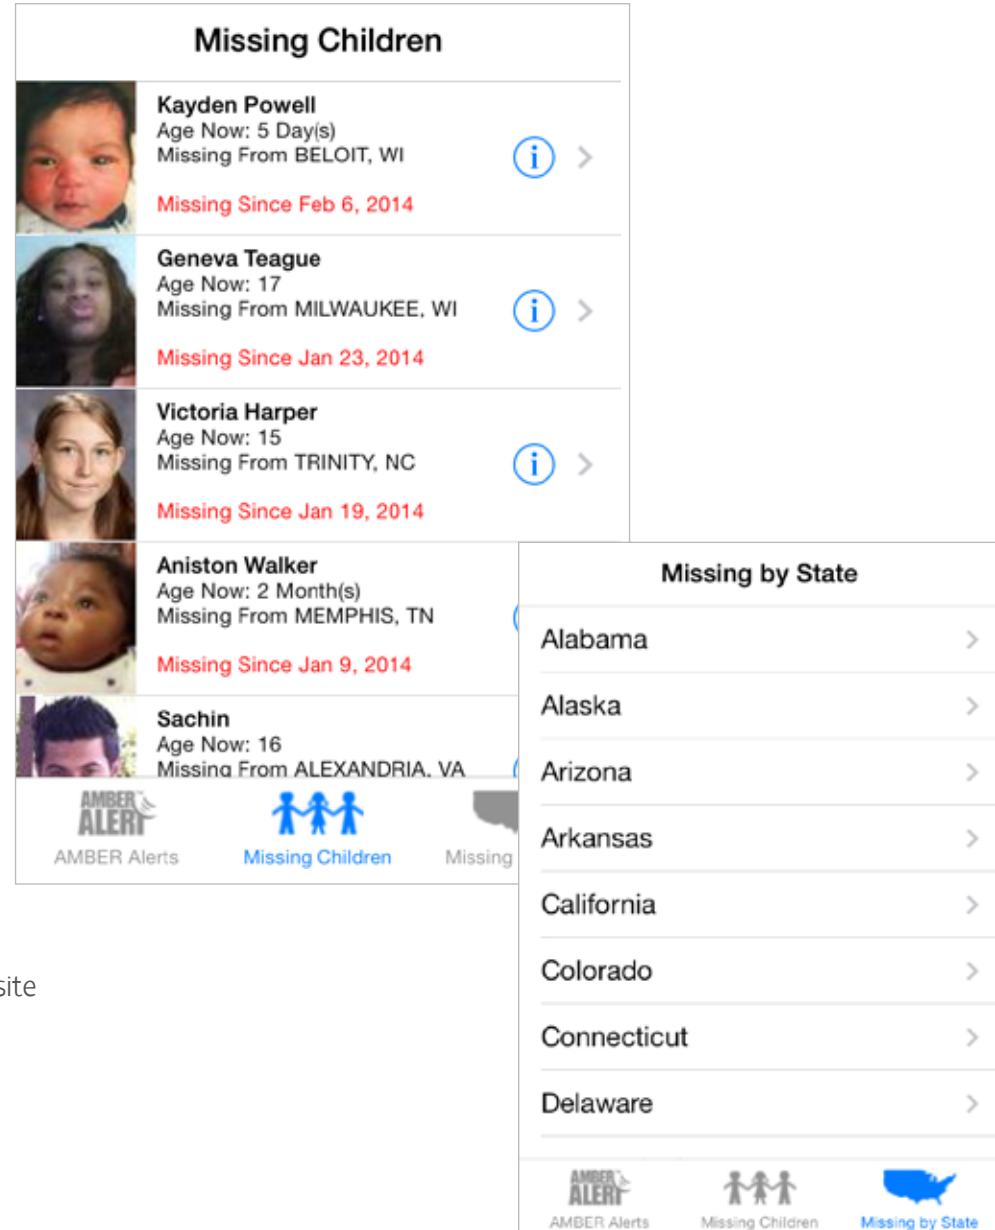 Missing Children
Kayden Powell
Age Now: 5 Day(s)
Missing From BELOIT, WI
Missing Since Feb 6, 2014
Geneva Teague
Age Now: 17
Missing From MILWAUKEE, WI
Missing Since Jan 23, 2014
Victoria Harper
Age Now: 15
Missing From TRINITY, NC
Missing Since Jan 19, 2014
Aniston Walker
Age Now: 2 Month(s)
Missing From MEMPHIS, TN
Missing Since Jan 9, 2014
Sachin
Age Now: 16
Missing From ALEXANDRIA, VA
AMBER
ALERT
AMBER Alerts
Missing Children
Missing
site
Missing by State
Alabama
Alaska
Arizona
Arkansas
California
Colorado
Connecticut
Delaware
AMBER
ALERT
AMBER Alerts
Missing Children
Missing by State